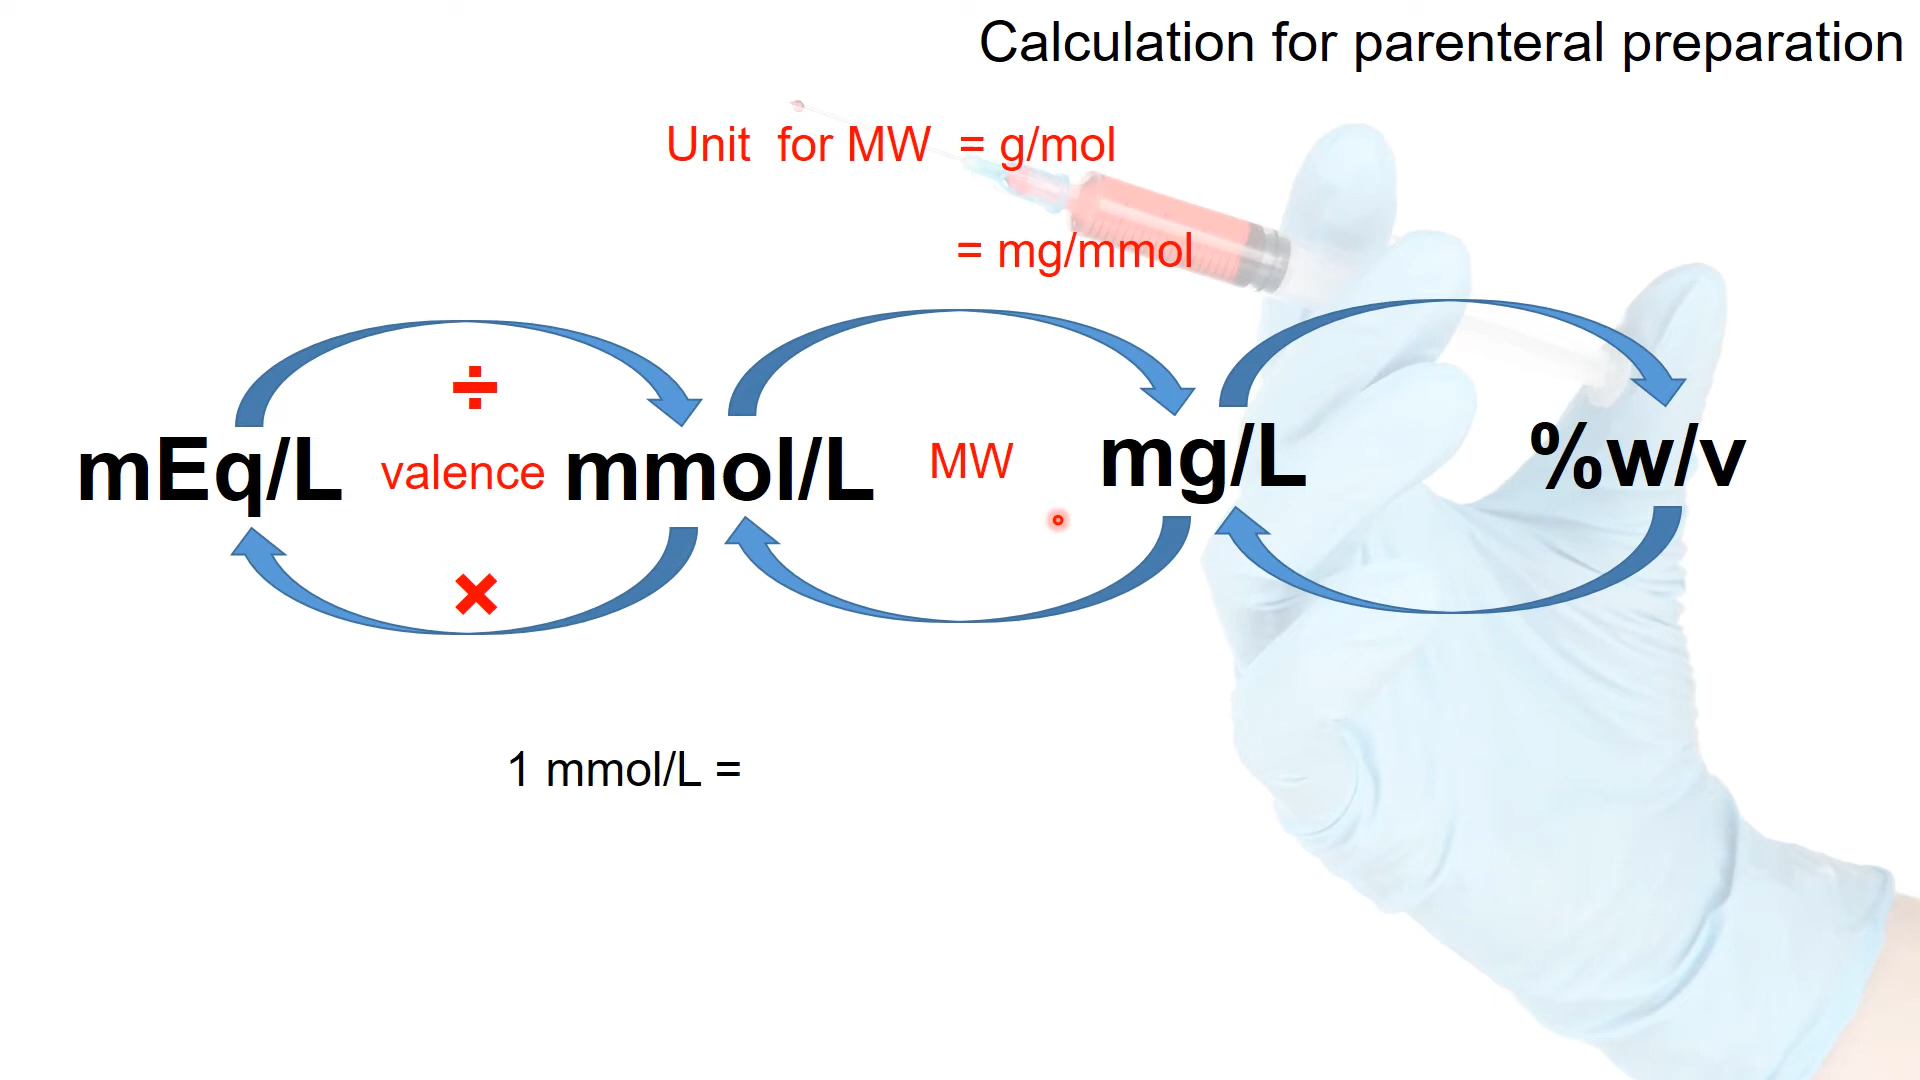 Calculation for parenteral preparation
Unit for MW = g/mol
= mg/mmol
÷
mEq/L valence mmol/L MW mg/L %w/v
×
1 mmol/L =